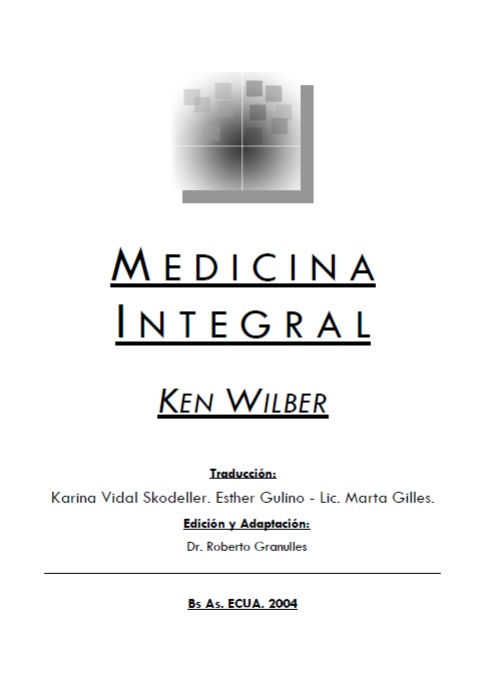 MEDICINA
INTEGRAL
KEN WILBER
Traducción:
Karina Vidal Skodeller. Esther Gulino - Lic. Marta Gilles.
Edición y Adaptación:
Dr. Roberto Granulles
Bs As. ECUA. 2004